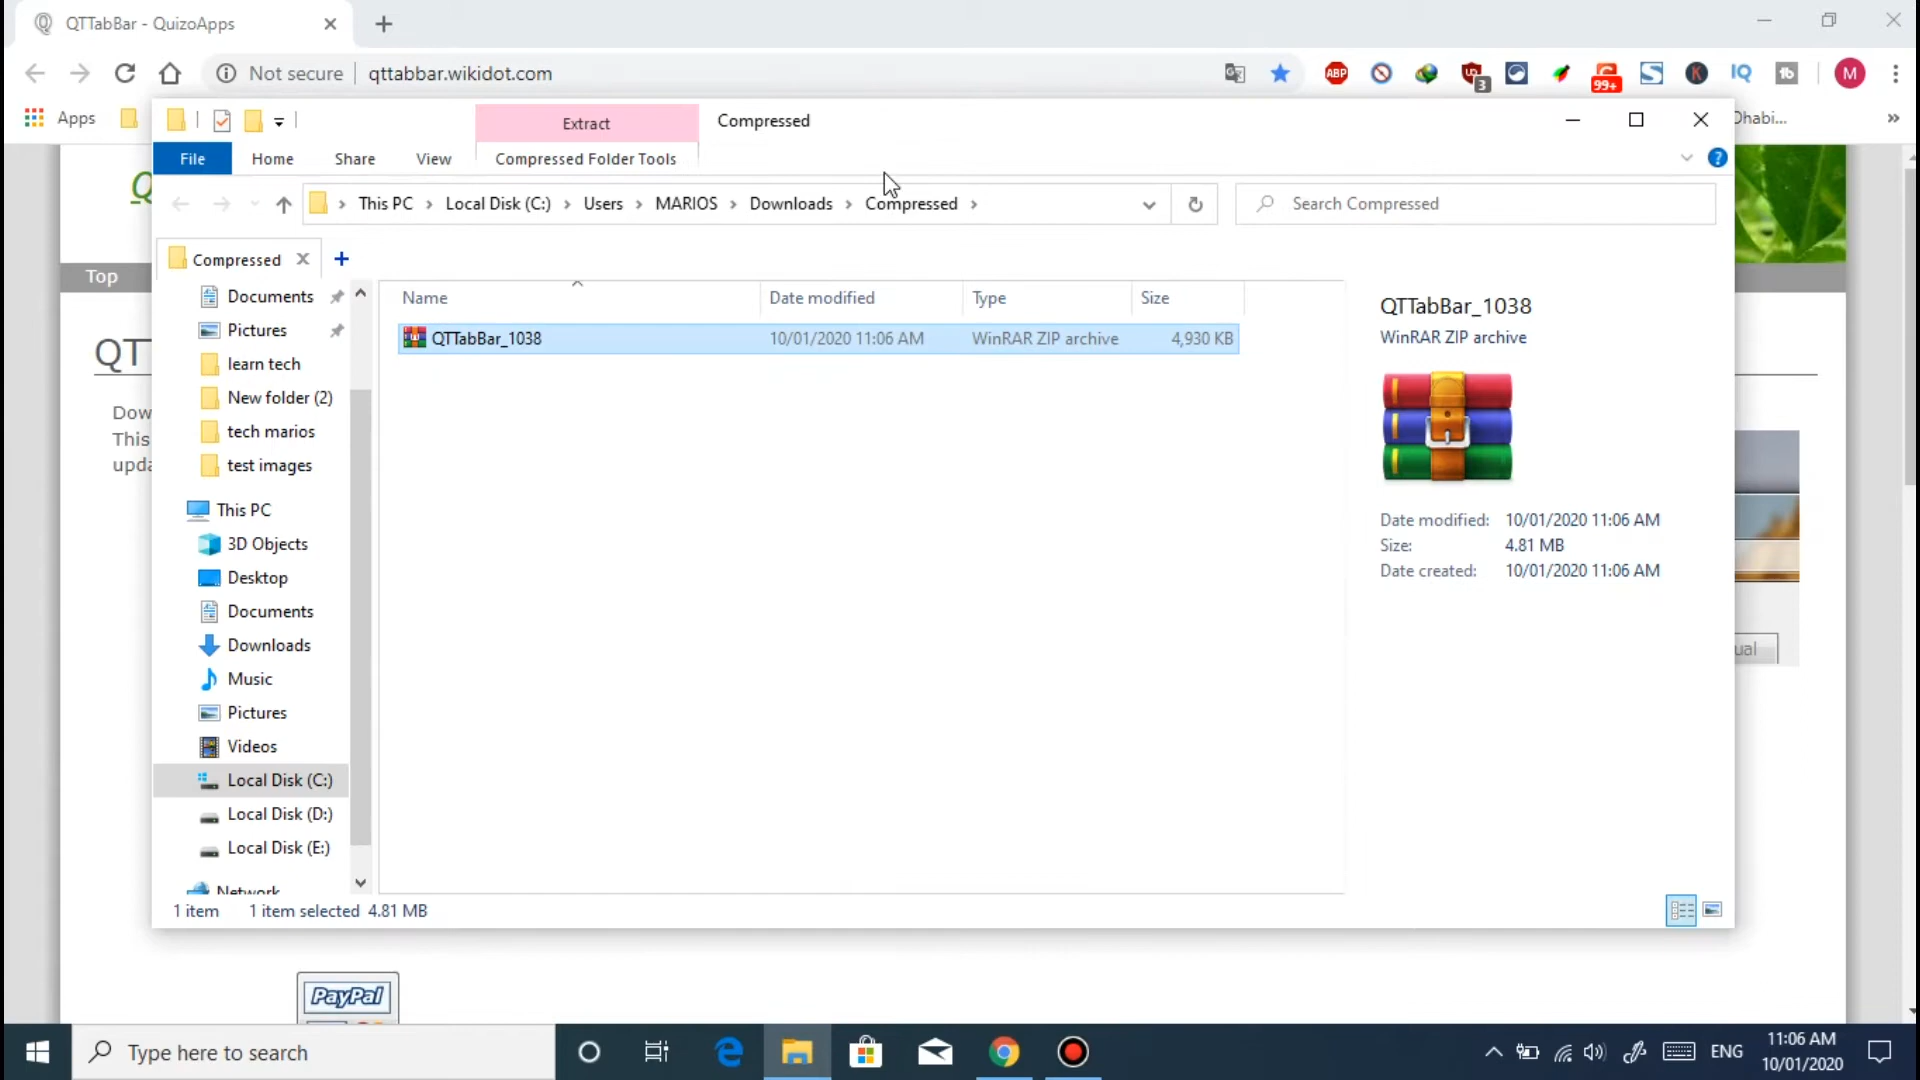 QTTabBar - QuizoApps
Not secure
qttabbar.wikidot.com
ABP
3
99+
K
IQ
tb
M
Apps
Dhabi...
»
Extract
Compressed
File
Home
Share
View
Compressed Folder Tools
This PC
Local Disk (C:)
Users
MARIOS
Downloads
Compressed
Search Compressed
Compressed
Top
QT
Dow
This
upda
Documents
Pictures
learn tech
New folder (2)
tech marios
test images
This PC
3D Objects
Desktop
Documents
Downloads
Music
Pictures
Videos
Local Disk (C:)
Local Disk (D:)
Local Disk (E:)
Network
Name
Date modified
Type
Size
QTTabBar_1038
10/01/2020 11:06 AM
WinRAR ZIP archive
4,930 KB
QTTabBar_1038
WinRAR ZIP archive
Date modified: 10/01/2020 11:06 AM
Size: 4.81 MB
Date created: 10/01/2020 11:06 AM
ual
1 item
1 item selected 4.81 MB
PayPal
Type here to search
ENG
11:06 AM
10/01/2020